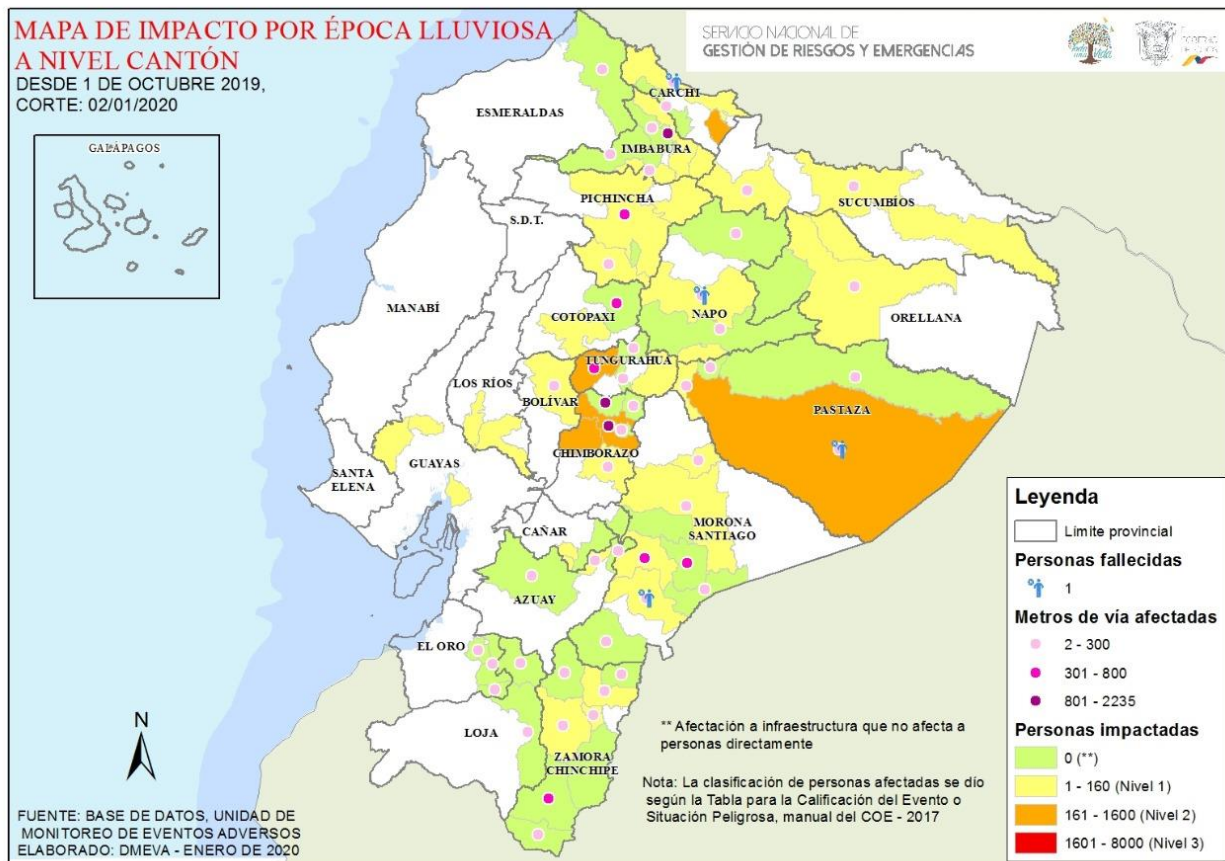 MAPA DE IMPACTO POR ÉPOCA LLUVIOSA
A NIVEL CANTÓN
DESDE 1 DE OCTUBRE 2019,
CORTE: 02/01/2020
SERVICIO NACIONAL DE
GESTIÓN DE RIESGOS Y EMERGENCIAS
GALÁPAGOS
ESMERALDAS
CARCHI
IMBABURA
PICHINCHA
SUCUMBÍOS
S.D.T.
MANABÍ
COTOPAXI
NAPO
ORELLANA
TUNGURAHUA
LOS RÍOS
BOLÍVAR
PASTAZA
CHIMBORAZO
GUAYAS
SANTA
ELENA
CAÑAR
MORONA
SANTIAGO
AZUAY
EL ORO
LOJA
ZAMORA
CHINCHIPE
N
** Afectación a infraestructura que no afecta a
personas directamente
Nota: La clasificación de personas afectadas se dío
según la Tabla para la Calificación del Evento o
Situación Peligrosa, manual del COE - 2017
FUENTE: BASE DE DATOS, UNIDAD DE
MONITOREO DE EVENTOS ADVERSOS
ELABORADO: DMEVA - ENERO DE 2020
Leyenda
Límite provincial
Personas fallecidas
1
Metros de vía afectadas
2 - 300
301 - 800
801 - 2235
Personas impactadas
0 (**)
1 - 160 (Nivel 1)
161 - 1600 (Nivel 2)
1601 - 8000 (Nivel 3)